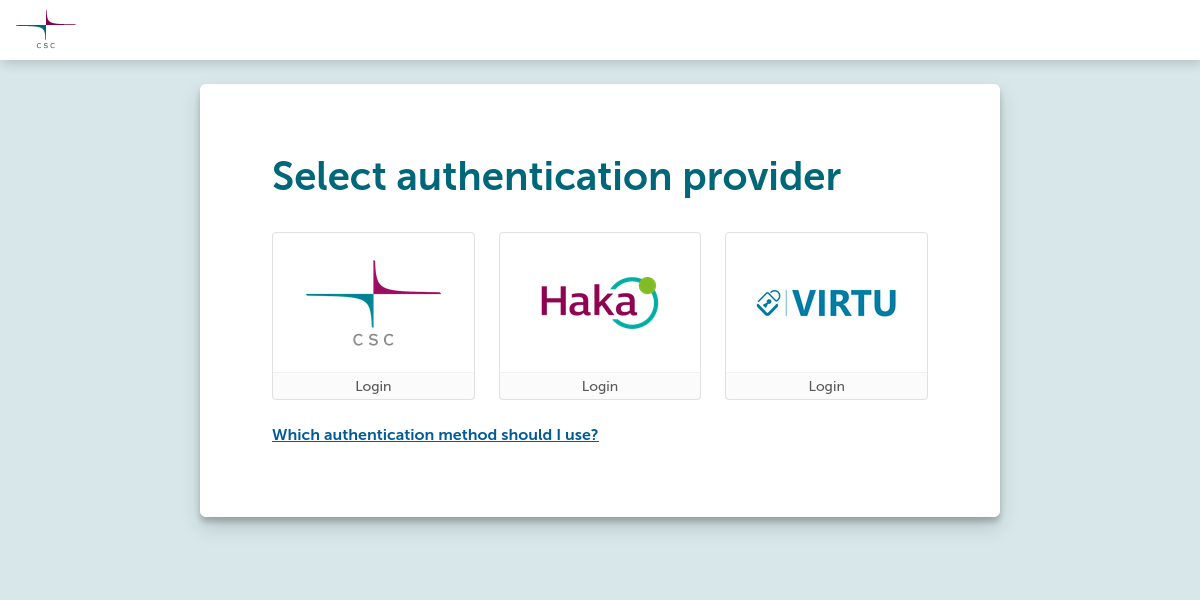 CSC
Select authentication provider
CSC
Haka
VIRTU
Login
Login
Login
Which authentication method should I use?